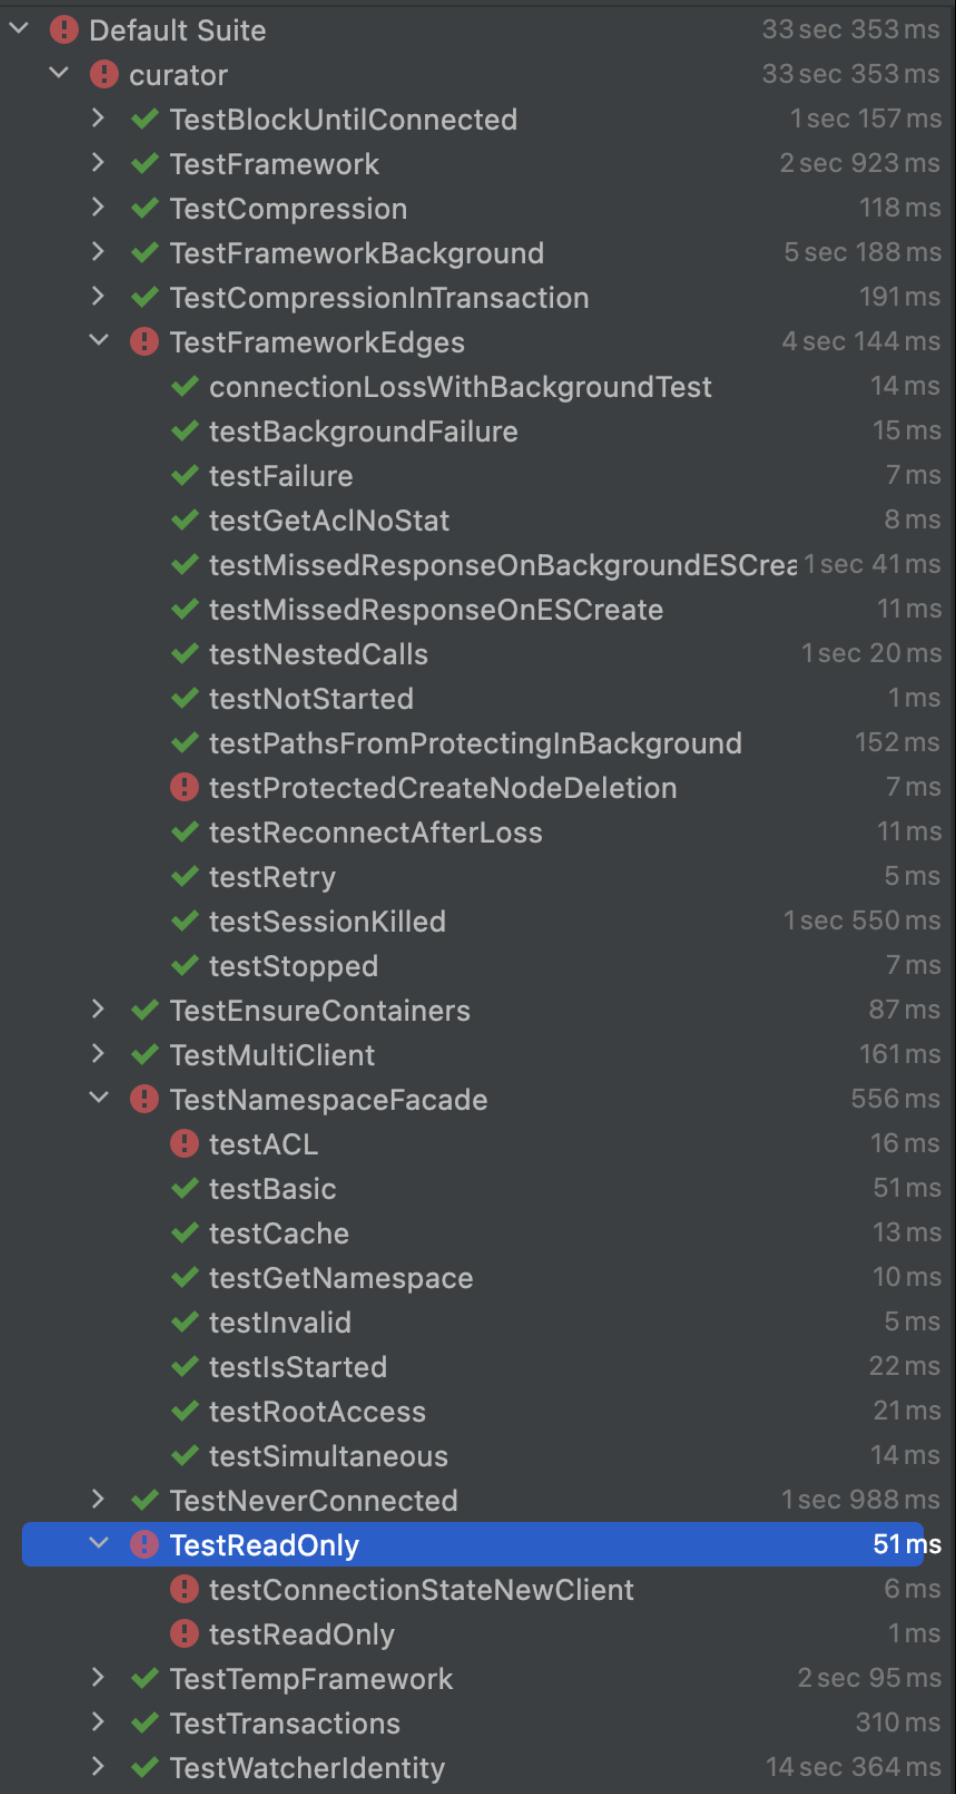 Default Suite 33 sec 353 ms
curator 33 sec 353 ms
TestBlockUntilConnected 1 sec 157 ms
TestFramework 2 sec 923 ms
TestCompression 118 ms
TestFrameworkBackground 5 sec 188 ms
TestCompressionInTransaction 191 ms
TestFrameworkEdges 4 sec 144 ms
connectionLossWithBackgroundTest 14 ms
testBackgroundFailure 15 ms
testFailure 7 ms
testGetAclNoStat 8 ms
testMissedResponseOnBackgroundESCrea 1 sec 41 ms
testMissedResponseOnESCreate 11 ms
testNestedCalls 1 sec 20 ms
testNotStarted 1 ms
testPathsFromProtectingInBackground 152 ms
testProtectedCreateNodeDeletion 7 ms
testReconnectAfterLoss 11 ms
testRetry 5 ms
testSessionKilled 1 sec 550 ms
testStopped 7 ms
TestEnsureContainers 87 ms
TestMultiClient 161 ms
TestNamespaceFacade 556 ms
testACL 16 ms
testBasic 51 ms
testCache 13 ms
testGetNamespace 10 ms
testInvalid 5 ms
testIsStarted 22 ms
testRootAccess 21 ms
testSimultaneous 14 ms
TestNeverConnected 1 sec 988 ms
TestReadOnly 51 ms
testConnectionStateNewClient 6 ms
testReadOnly 1 ms
TestTempFramework 2 sec 95 ms
TestTransactions 310 ms
TestWatcherIdentity 14 sec 364 ms